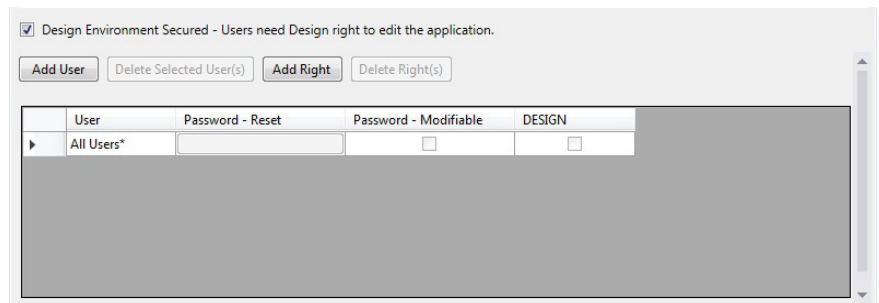 Design Environment Secured - Users need Design right to edit the application.
Add User Delete Selected User(s) Add Right Delete Right(s)
User Password - Reset Password - Modifiable DESIGN
All Users*